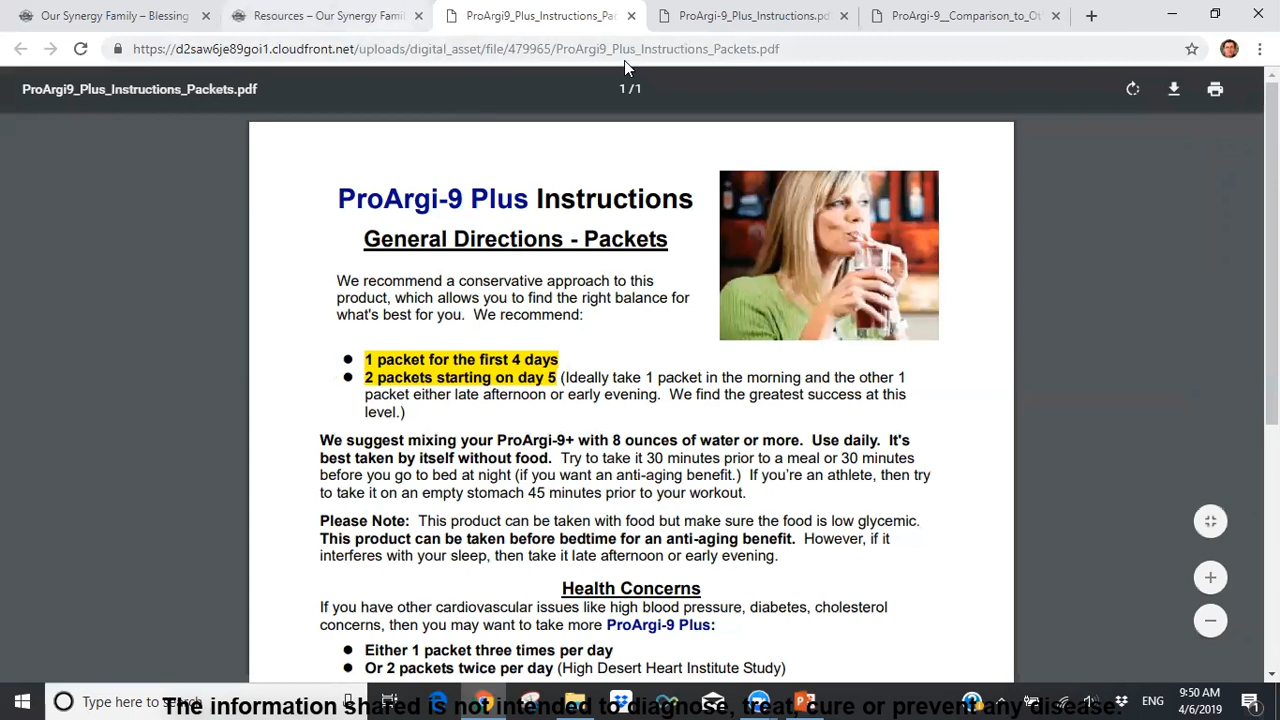 Our Synergy Family – Blessing
Resources – Our Synergy Family
ProArgi9_Plus_Instructions_Pac
ProArgi-9_Plus_Instructions.pd
ProArgi-9__Comparison_to_Ot
https://d2saw6je89goi1.cloudfront.net/uploads/digital_asset/file/479965/ProArgi9_Plus_Instructions_Packets.pdf
ProArgi9_Plus_Instructions_Packets.pdf
1 / 1
ProArgi-9 Plus Instructions
General Directions - Packets
We recommend a conservative approach to this
product, which allows you to find the right balance for
what's best for you. We recommend:
● 1 packet for the first 4 days
● 2 packets starting on day 5 (Ideally take 1 packet in the morning and the other 1
packet either late afternoon or early evening. We find the greatest success at this
level.)
We suggest mixing your ProArgi-9+ with 8 ounces of water or more. Use daily. It's
best taken by itself without food. Try to take it 30 minutes prior to a meal or 30 minutes
before you go to bed at night (if you want an anti-aging benefit.) If you're an athlete, then try
to take it on an empty stomach 45 minutes prior to your workout.
Please Note: This product can be taken with food but make sure the food is low glycemic.
This product can be taken before bedtime for an anti-aging benefit. However, if it
interferes with your sleep, then take it late afternoon or early evening.
Health Concerns
If you have other cardiovascular issues like high blood pressure, diabetes, cholesterol
concerns, then you may want to take more ProArgi-9 Plus:
● Either 1 packet three times per day
● Or 2 packets twice per day (High Desert Heart Institute Study)
Type here to search
ENG
9:50 AM
4/6/2019
The information shared is not intended to diagnose, treat, cure or prevent any disease.